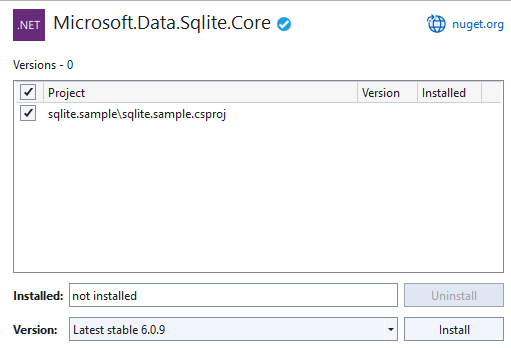 .NET Microsoft.Data.Sqlite.Core nuget.org
Versions - 0
Project Version Installed
sqlite.sample\sqlite.sample.csproj
Installed: not installed Uninstall
Version: Latest stable 6.0.9 Install